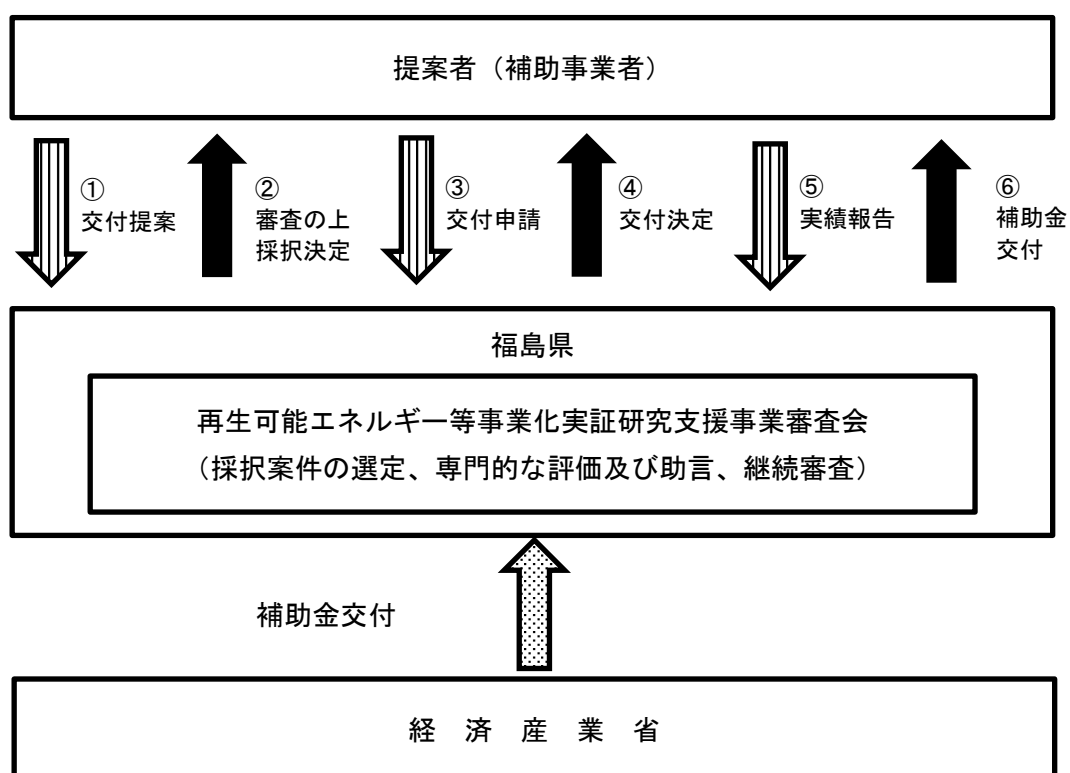 提案者（補助事業者）
①
交付提案
②
審査の上
採択決定
③
交付申請
④
交付決定
⑤
実績報告
⑥
補助金
交付
福島県
再生可能エネルギー等事業化実証研究支援事業審査会
（採択案件の選定、専門的な評価及び助言、継続審査）
補助金交付
経 済 産 業 省